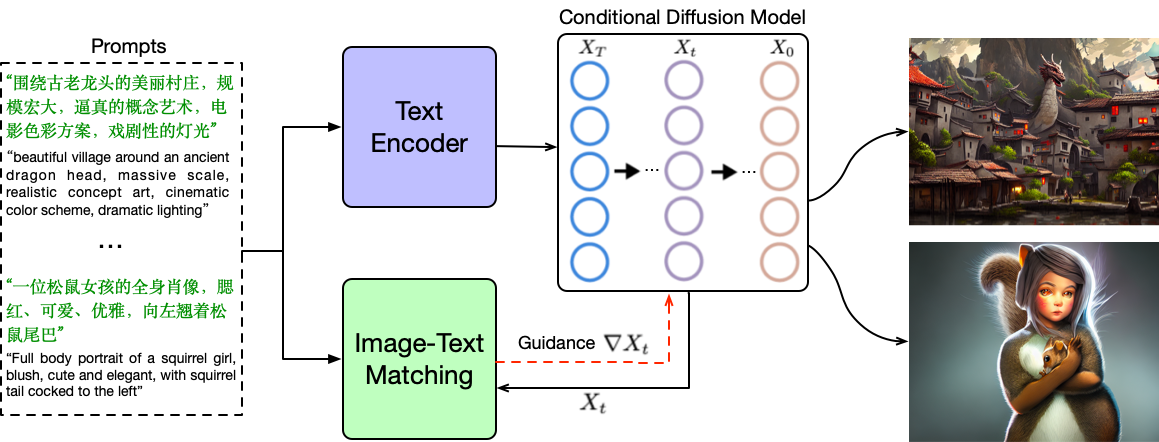 Prompts
“围绕古老龙头的美丽村庄，规
模宏大，逼真的概念艺术，电
影色彩方案，戏剧性的灯光”
“beautiful village around an ancient
dragon head, massive scale,
realistic concept art, cinematic
color scheme, dramatic lighting”
...
“一位松鼠女孩的全身肖像，腮
红、可爱、优雅，向左翘着松
鼠尾巴”
“Full body portrait of a squirrel girl,
blush, cute and elegant, with squirrel
tail cocked to the left”
Text
Encoder
Image-Text
Matching
Conditional Diffusion Model
X_T X_t X_0
... ...
Guidance ∇X_t
X_t